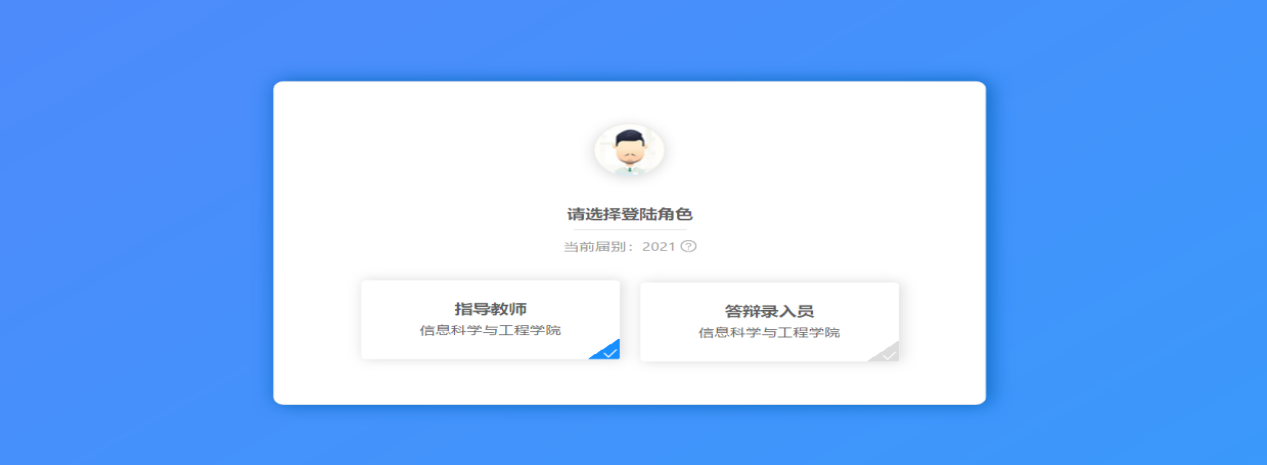 请选择登陆角色
当前届别：2021 ?
指导教师
信息科学与工程学院
答辩录入员
信息科学与工程学院